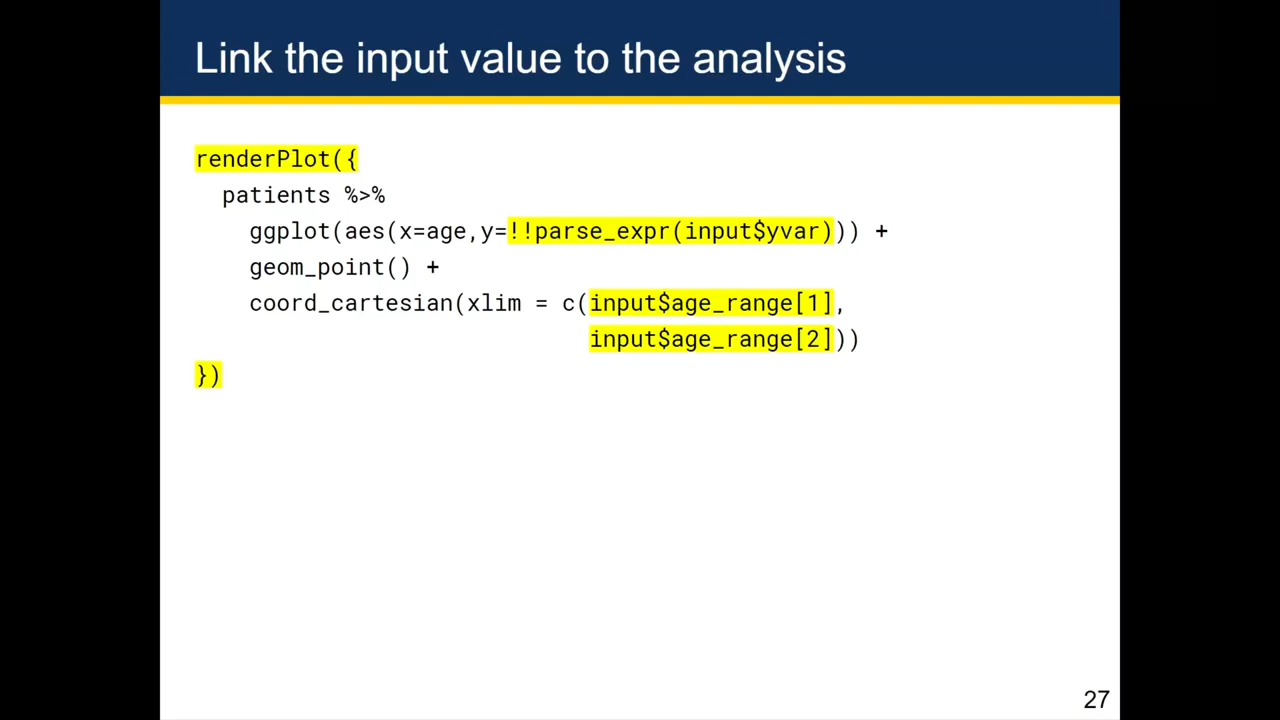 Link the input value to the analysis
renderPlot({
  patients %>%
    ggplot(aes(x=age,y=!!parse_expr(input$yvar))) +
    geom_point() +
    coord_cartesian(xlim = c(input$age_range[1],
                             input$age_range[2]))
})
27